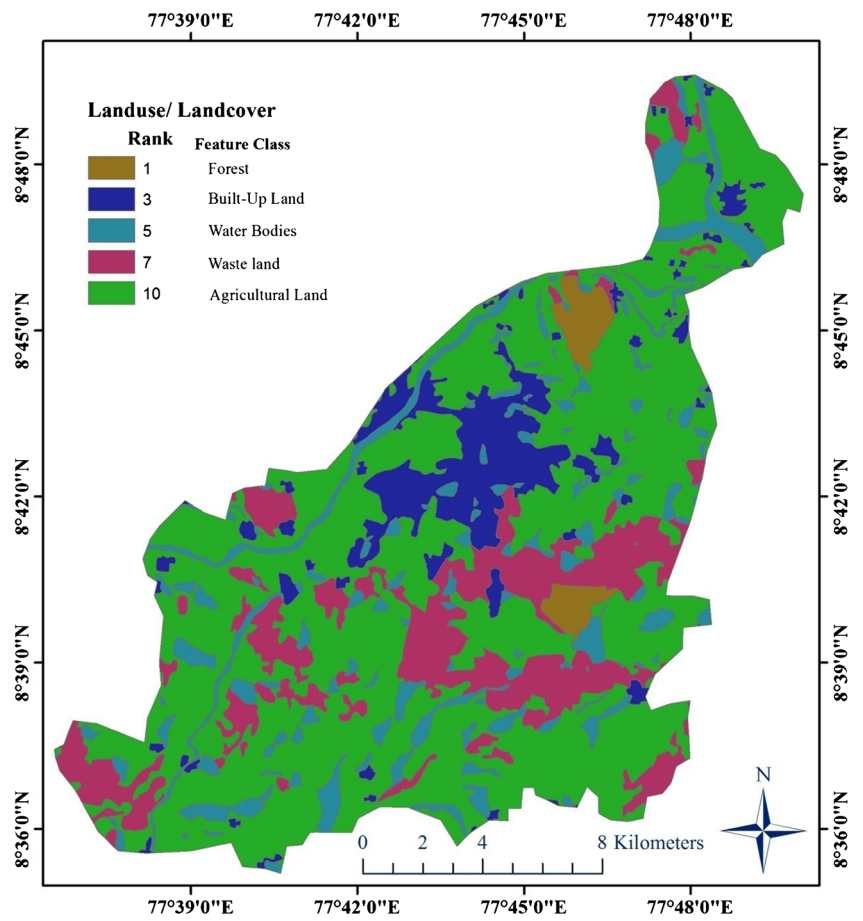 77°39'0"E 77°42'0"E 77°45'0"E 77°48'0"E
Landuse/ Landcover
Rank Feature Class
1 Forest
3 Built-Up Land
5 Water Bodies
7 Waste land
10 Agricultural Land
8°48'0"N 8°48'0"N
8°45'0"N 8°45'0"N
8°42'0"N 8°42'0"N
8°39'0"N 8°39'0"N
8°36'0"N 8°36'0"N
N
0 2 4 8 Kilometers
77°39'0"E 77°42'0"E 77°45'0"E 77°48'0"E